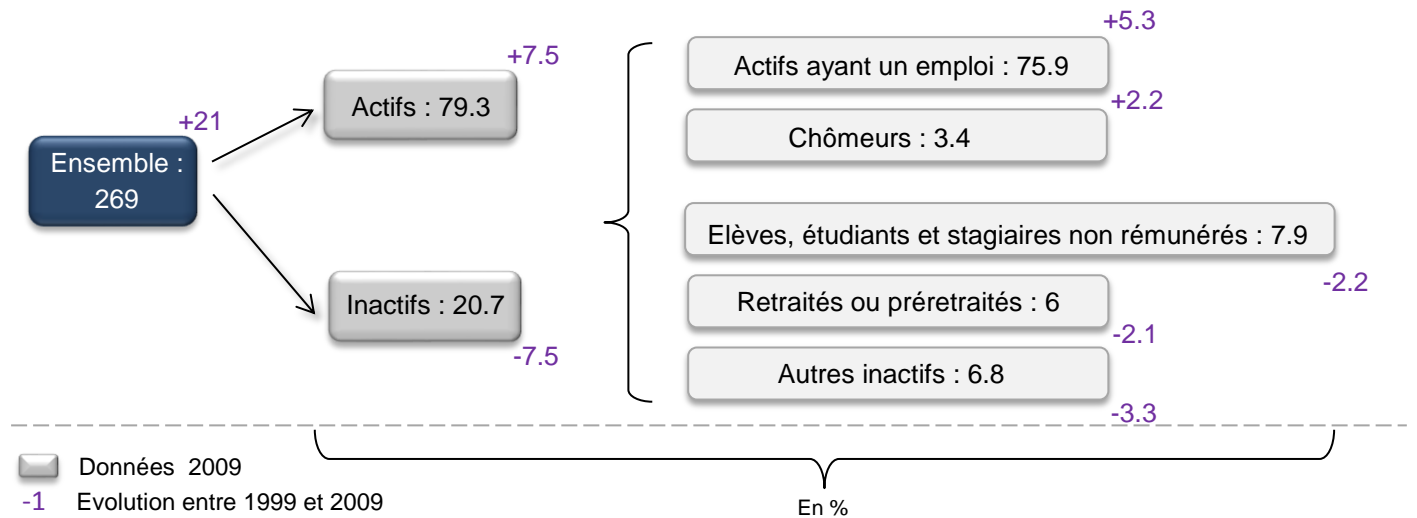 +21
Ensemble :
269
+7.5
Actifs : 79.3
Inactifs : 20.7
-7.5
+5.3
Actifs ayant un emploi : 75.9
+2.2
Chômeurs : 3.4
Elèves, étudiants et stagiaires non rémunérés : 7.9
-2.2
Retraités ou préretraités : 6
-2.1
Autres inactifs : 6.8
-3.3
Données 2009
-1 Evolution entre 1999 et 2009
En %